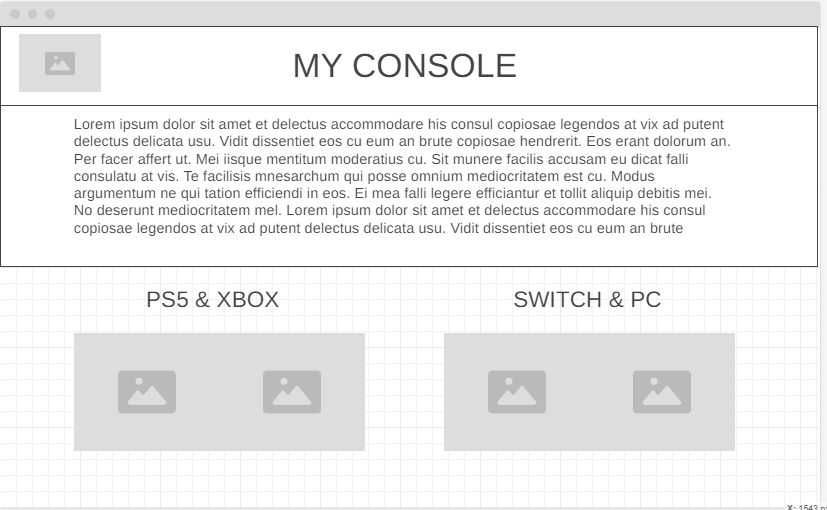 MY CONSOLE
Lorem ipsum dolor sit amet et delectus accommodare his consul copiosae legendos at vix ad putent
delectus delicata usu. Vidit dissentiet eos cu eum an brute copiosae hendrerit. Eos erant dolorum an.
Per facer affert ut. Mei iisque mentitum moderatius cu. Sit munere facilis accusam eu dicat falli
consulatu at vis. Te facilisis mnesarchum qui posse omnium mediocritatem est cu. Modus
argumentum ne qui tation efficiendi in eos. Ei mea falli legere efficiantur et tollit aliquip debitis mei.
No deserunt mediocritatem mel. Lorem ipsum dolor sit amet et delectus accommodare his consul
copiosae legendos at vix ad putent delectus delicata usu. Vidit dissentiet eos cu eum an brute
PS5 & XBOX
SWITCH & PC
X: 1543